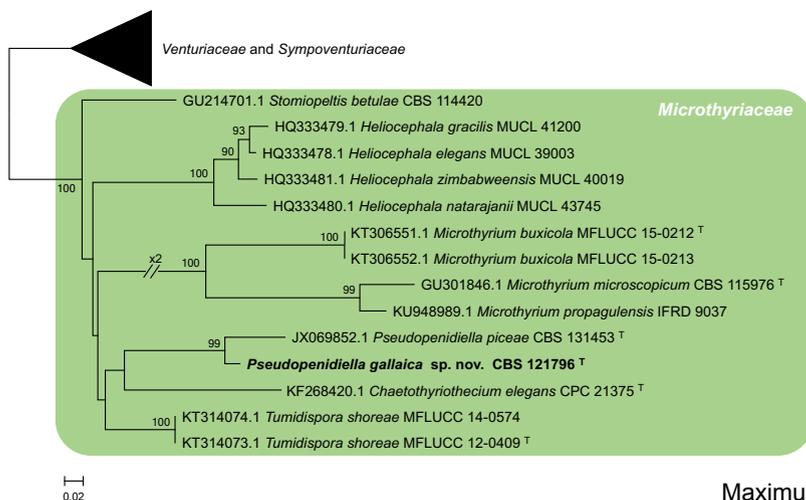 Venturiaceae and Sympoventuriaceae
Microthyriaceae
GU214701.1 Stomiopeltis betulae CBS 114420
HQ333479.1 Heliocephala gracilis MUCL 41200
93
HQ333478.1 Heliocephala elegans MUCL 39003
90
HQ333481.1 Heliocephala zimbabweensis MUCL 40019
100
100
HQ333480.1 Heliocephala natarajanii MUCL 43745
KT306551.1 Microthyrium buxicola MFLUCC 15-0212 T
100
KT306552.1 Microthyrium buxicola MFLUCC 15-0213
x2
100
GU301846.1 Microthyrium microscopicum CBS 115976 T
99
KU948989.1 Microthyrium propagulensis IFRD 9037
JX069852.1 Pseudopenidiella piceae CBS 131453 T
99
Pseudopenidiella gallaica sp. nov. CBS 121796 T
KF268420.1 Chaetothyriothecium elegans CPC 21375 T
KT314074.1 Tumidispora shoreae MFLUCC 14-0574
100
KT314073.1 Tumidispora shoreae MFLUCC 12-0409 T
0.02
Maximu